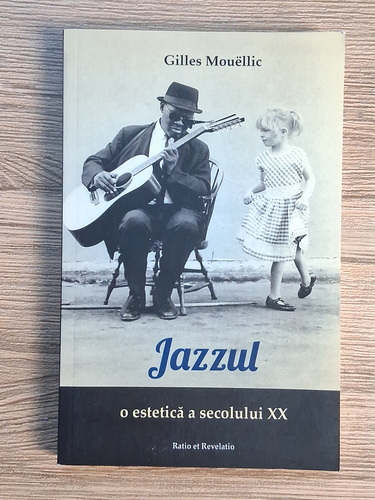 Gilles Mouëllic
Jazzul
o estetică a secolului XX
Ratio et Revelatio